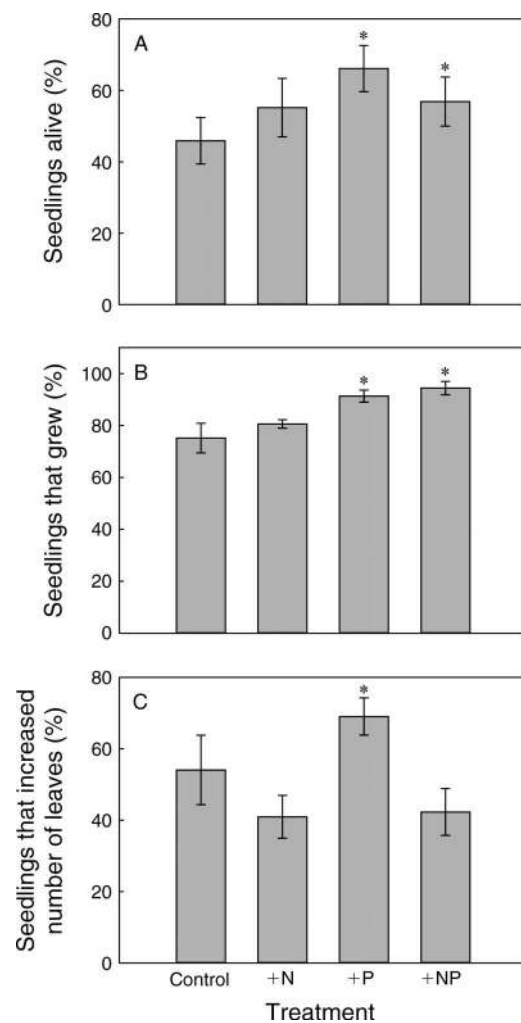 80
A
*
*
60
40
20
0
Seedlings alive (%)
100
B
*
*
80
60
40
20
0
Seedlings that grew (%)
80
C
*
60
40
20
0
Seedlings that increased
number of leaves (%)
Control +N +P +NP
Treatment